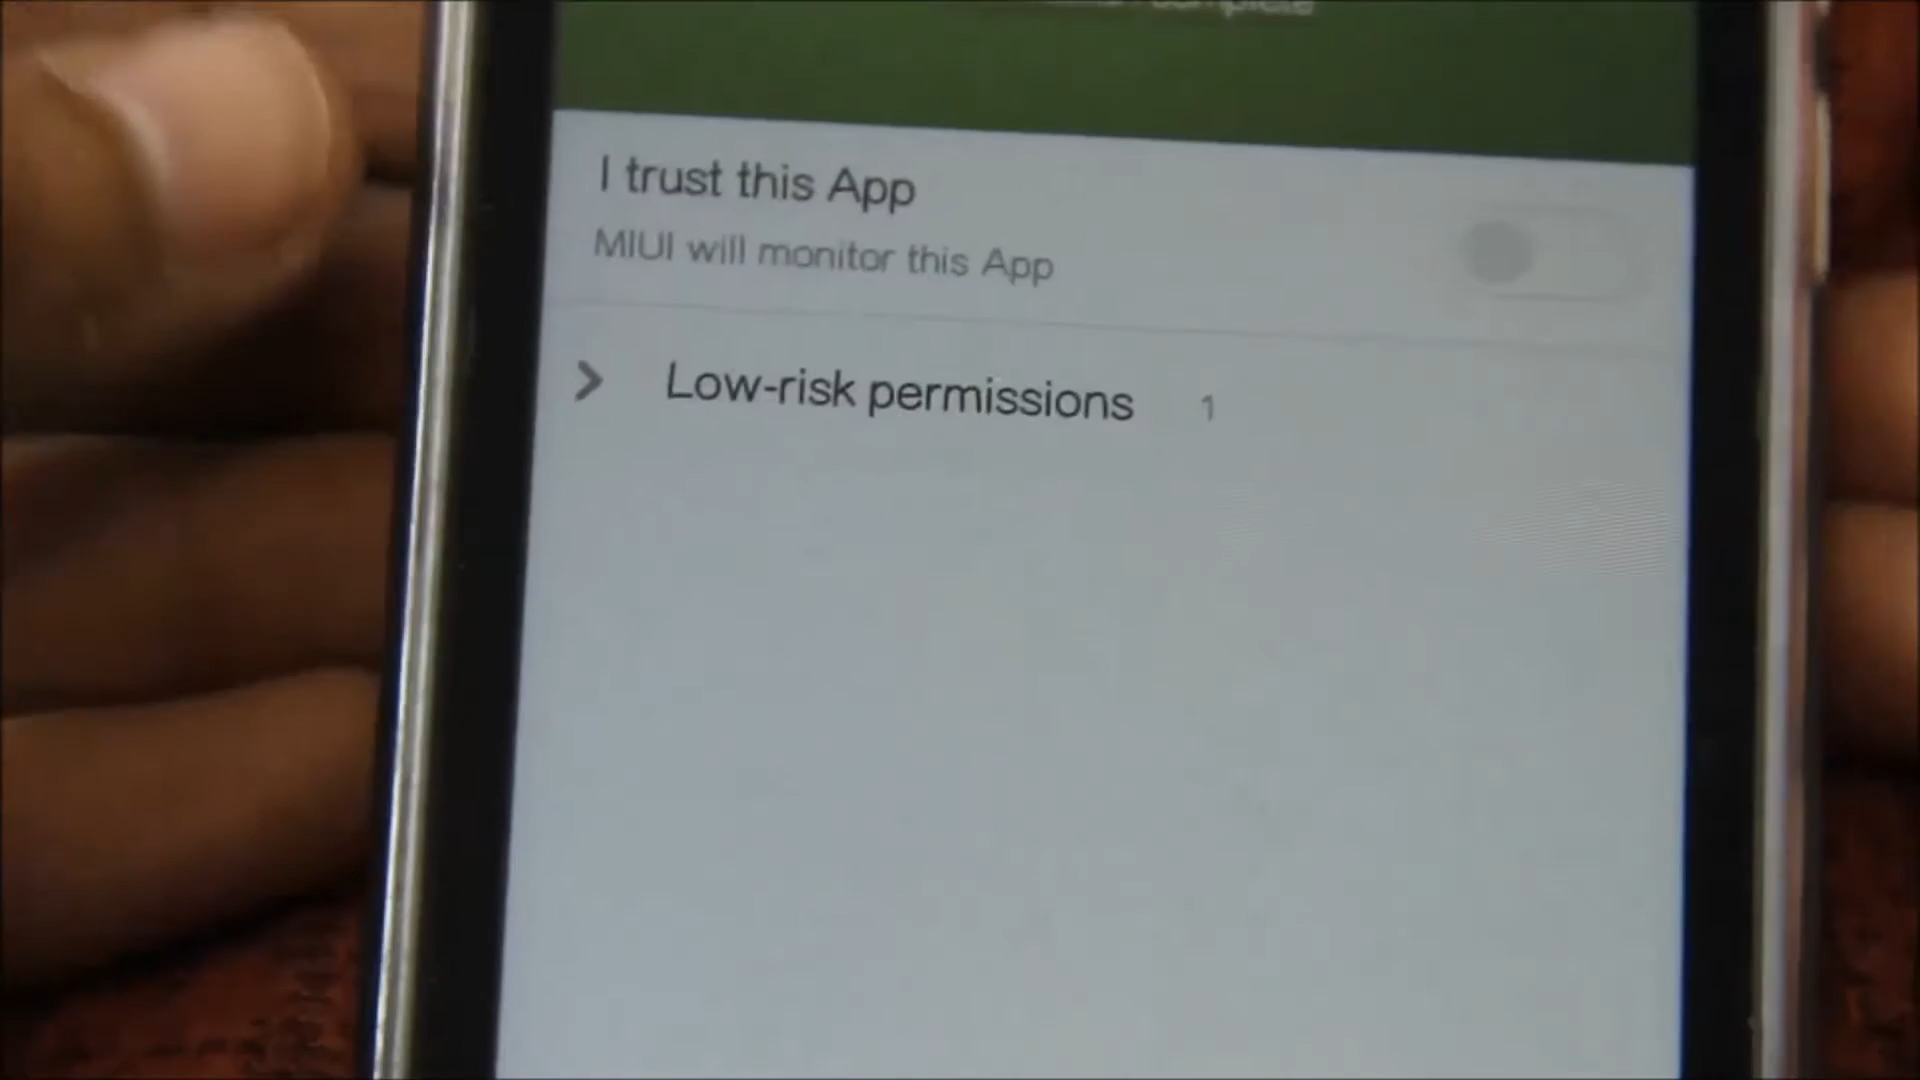 I trust this App
MIUI will monitor this App
Low-risk permissions 1